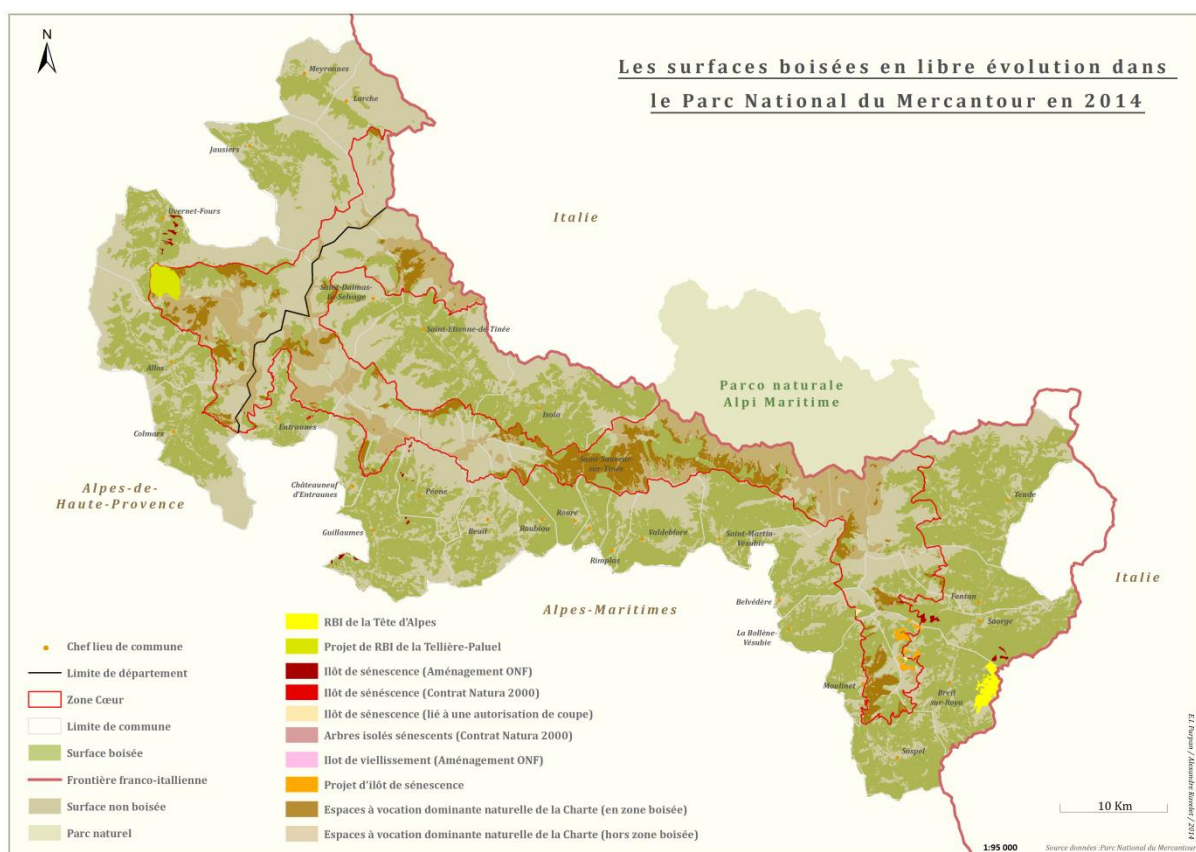 N
Les surfaces boisées en libre évolution dans
le Parc National du Mercantour en 2014
Meyronnes
Larche
Jausiers
Uvernet-Fours
Italie
Saint-Dalmas-
Le-Selvage
Saint-Etienne-de-Tinée
Allos
Parco naturale
Alpi Maritime
Isola
Colmars
Entraunes
Saint-Sauveur
sur-Tinée
Alpes-de-
Haute-Provence
Châteauneuf
d'Entraunes
Péone
Tende
Guillaumes
Beuil
Roubion
Roure
Valdeblore
Saint-Martin-
Vésubie
Rimplas
Italie
Alpes-Maritimes
Belvédère
Fontan
Saorge
La Bollène-
Vésubie
Moulinet
Breil
sur-Roya
Sospel
Chef lieu de commune
Limite de département
Zone Cœur
Limite de commune
Surface boisée
Frontière franco-italienne
Surface non boisée
Parc naturel
RBI de la Tête d'Alpes
Projet de RBI de la Tellière-Paluel
Ilôt de sénescence (Aménagement ONF)
Ilôt de sénéscence (Contrat Natura 2000)
Ilôt de sénescence (lié à une autorisation de coupe)
Arbres isolés sénescents (Contrat Natura 2000)
Ilot de viellissement (Aménagement ONF)
Projet d'ilôt de sénescence
Espaces à vocation dominante naturelle de la Charte (en zone boisée)
Espaces à vocation dominante naturelle de la Charte (hors zone boisée)
10 Km
1:95 000
Source données :Parc National du Mercantour
E.I. Purpan / Alexandre Ravelet / 2014